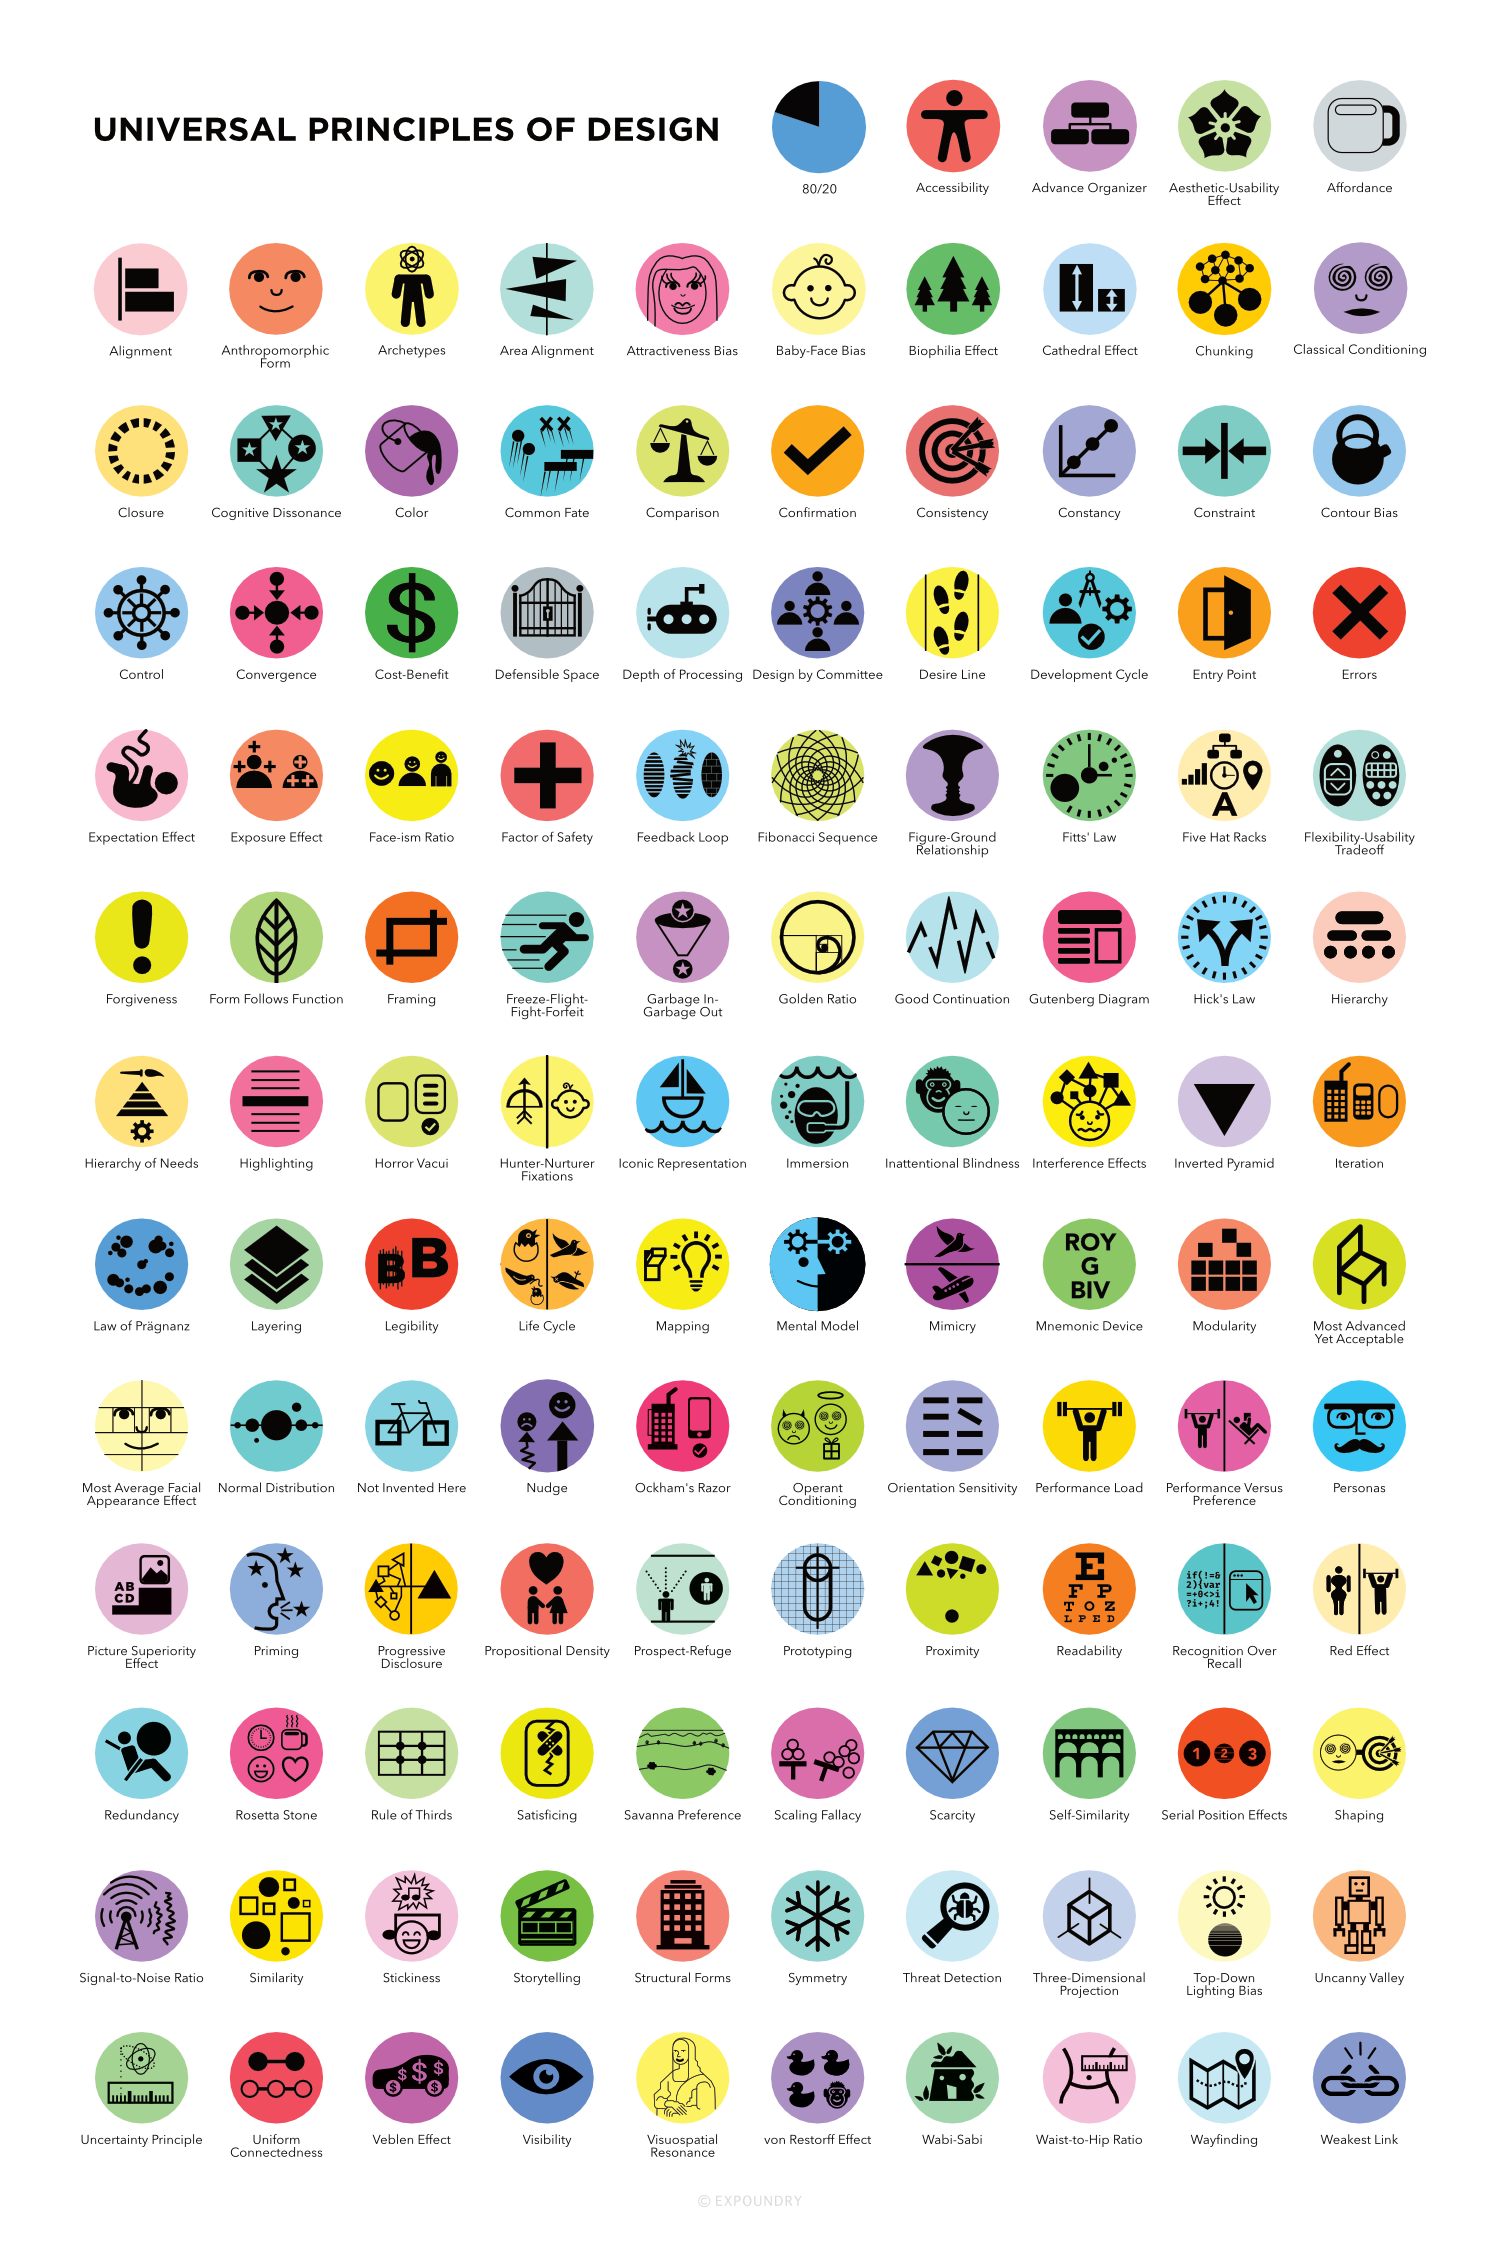 UNIVERSAL PRINCIPLES OF DESIGN
80/20
Accessibility
Advance Organizer
Aesthetic-Usability
Effect
Affordance
Alignment
Anthropomorphic
Form
Archetypes
Area Alignment
Attractiveness Bias
Baby-Face Bias
Biophilia Effect
Cathedral Effect
Chunking
Classical Conditioning
Closure
Cognitive Dissonance
Color
Common Fate
Comparison
Confirmation
Consistency
Constancy
Constraint
Contour Bias
Control
Convergence
$
Cost-Benefit
Defensible Space
Depth of Processing
Design by Committee
Desire Line
Development Cycle
Entry Point
Errors
Expectation Effect
Exposure Effect
Face-ism Ratio
Factor of Safety
Feedback Loop
Fibonacci Sequence
Figure-Ground
Relationship
Fitts' Law
A
Five Hat Racks
Flexibility-Usability
Tradeoff
!
Forgiveness
Form Follows Function
Framing
Freeze-Flight-
Fight-Forfeit
Garbage In-
Garbage Out
Golden Ratio
Good Continuation
Gutenberg Diagram
Hick's Law
Hierarchy
Hierarchy of Needs
Highlighting
Horror Vacui
Hunter-Nurturer
Fixations
Iconic Representation
Immersion
Inattentional Blindness
Interference Effects
Inverted Pyramid
Iteration
Law of Prägnanz
Layering
B B
Legibility
Life Cycle
Mapping
Mental Model
Mimicry
ROY
G
BIV
Mnemonic Device
Modularity
Most Advanced
Yet Acceptable
Most Average Facial
Appearance Effect
Normal Distribution
Not Invented Here
Nudge
Ockham's Razor
Operant
Conditioning
Orientation Sensitivity
Performance Load
Performance Versus
Preference
Personas
AB
CD
Picture Superiority
Effect
Priming
Progressive
Disclosure
Propositional Density
Prospect-Refuge
Prototyping
Proximity
E
F P
T O Z
L P E D
Readability
if(!=&
2){var
=+0<>i
?i+;4!
Recognition Over
Recall
Red Effect
Redundancy
Rosetta Stone
Rule of Thirds
Satisficing
Savanna Preference
Scaling Fallacy
Scarcity
Self-Similarity
1 2 3
Serial Position Effects
Shaping
Signal-to-Noise Ratio
Similarity
Stickiness
Storytelling
Structural Forms
Symmetry
Threat Detection
Three-Dimensional
Projection
Top-Down
Lighting Bias
Uncanny Valley
Uncertainty Principle
Uniform
Connectedness
$ $ $
$ $
Veblen Effect
Visibility
Visuospatial
Resonance
von Restorff Effect
Wabi-Sabi
Waist-to-Hip Ratio
Wayfinding
Weakest Link
© EXPOUNDRY